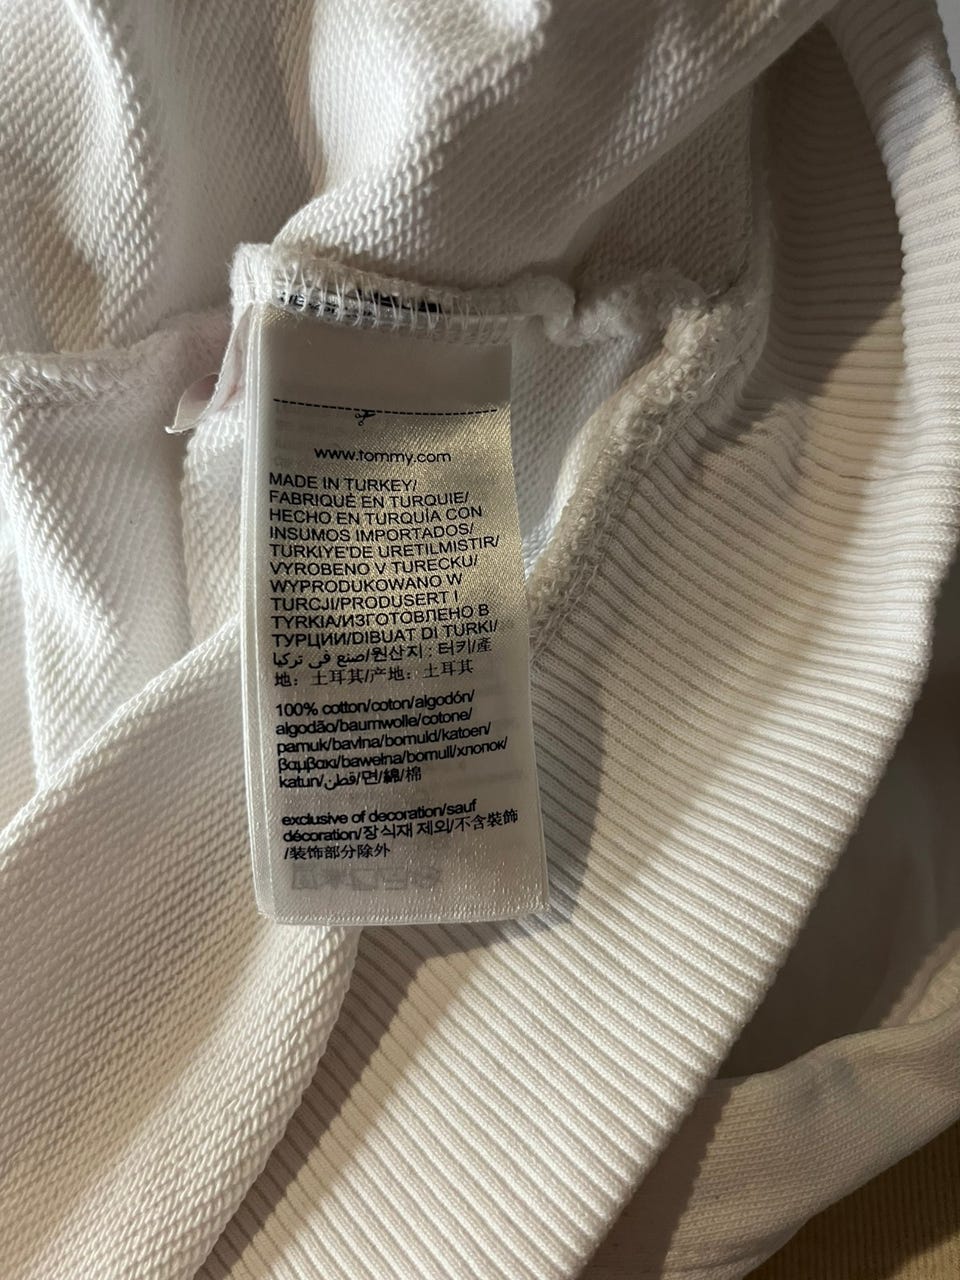 www.tommy.com
MADE IN TURKEY/
FABRIQUÉ EN TURQUIE/
HECHO EN TURQUÍA CON
INSUMOS IMPORTADOS/
TURKIYE'DE URETILMISTIR/
VYROBENO V TURECKU/
WYPRODUKOWANO W
TURCJI/PRODUSERT I
TYRKIA/ИЗГОТОВЛЕНО В
ТУРЦИИ/DIBUAT DI TURKI/
صنع في تركيا/원산지 : 터키/產
地：土耳其/产地：土耳其
100% cotton/coton/algodón/
algodão/baumwolle/cotone/
pamuk/bavlna/bomuld/katoen/
βαμβακι/bawełna/bomull/хлопок/
katun/قطن/면/綿/棉
exclusive of decoration/sauf
décoration/장식재 제외/不含裝飾
/装饰部分除外